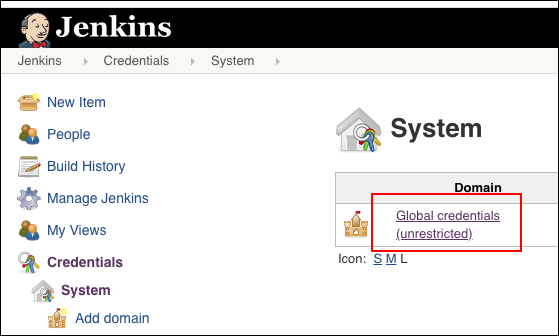 Jenkins
Jenkins Credentials System
New Item
People
Build History
Manage Jenkins
My Views
Credentials
System
Add domain
System
Domain
Global credentials
(unrestricted)
Icon: S M L